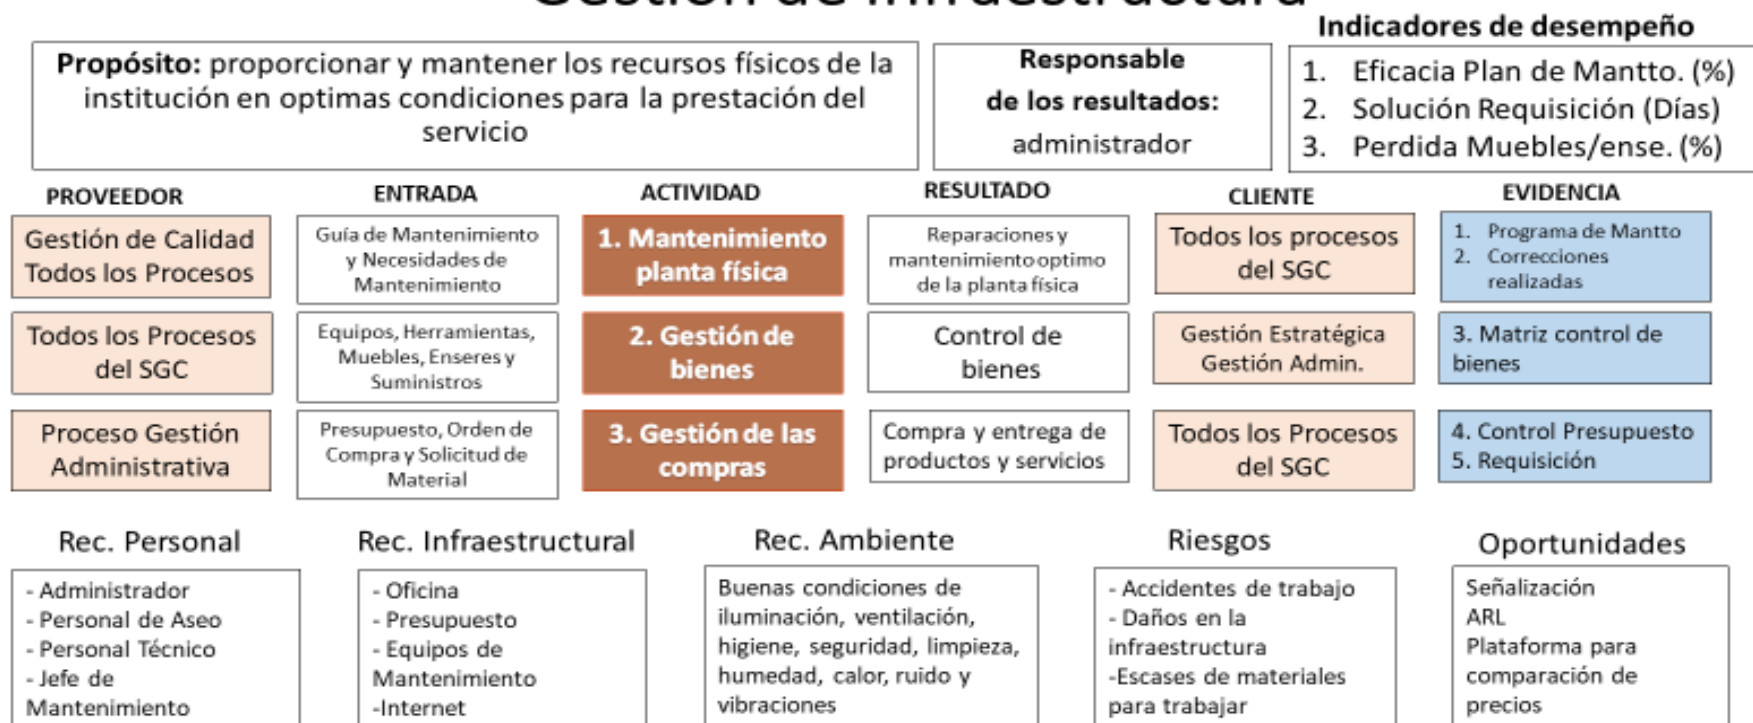 Gestión de Infraestructura
Indicadores de desempeño
Propósito: proporcionar y mantener los recursos físicos de la
institución en optimas condiciones para la prestación del
servicio
Responsable
de los resultados:
administrador
1. Eficacia Plan de Mantto. (%)
2. Solución Requisición (Días)
3. Perdida Muebles/ense. (%)
PROVEEDOR
ENTRADA
ACTIVIDAD
RESULTADO
CLIENTE
EVIDENCIA
Gestión de Calidad
Todos los Procesos
Guía de Mantenimiento
y Necesidades de
Mantenimiento
1. Mantenimiento
planta física
Reparaciones y
mantenimiento optimo
de la planta física
Todos los procesos
del SGC
1. Programa de Mantto
2. Correcciones
realizadas
Todos los Procesos
del SGC
Equipos, Herramientas,
Muebles, Enseres y
Suministros
2. Gestión de
bienes
Control de
bienes
Gestión Estratégica
Gestión Admin.
3. Matriz control de
bienes
Proceso Gestión
Administrativa
Presupuesto, Orden de
Compra y Solicitud de
Material
3. Gestión de las
compras
Compra y entrega de
productos y servicios
Todos los Procesos
del SGC
4. Control Presupuesto
5. Requisición
Rec. Personal
- Administrador
- Personal de Aseo
- Personal Técnico
- Jefe de
Mantenimiento
Rec. Infraestructural
- Oficina
- Presupuesto
- Equipos de
Mantenimiento
-Internet
Rec. Ambiente
Buenas condiciones de
iluminación, ventilación,
higiene, seguridad, limpieza,
humedad, calor, ruido y
vibraciones
Riesgos
- Accidentes de trabajo
- Daños en la
infraestructura
-Escases de materiales
para trabajar
Oportunidades
Señalización
ARL
Plataforma para
comparación de
precios